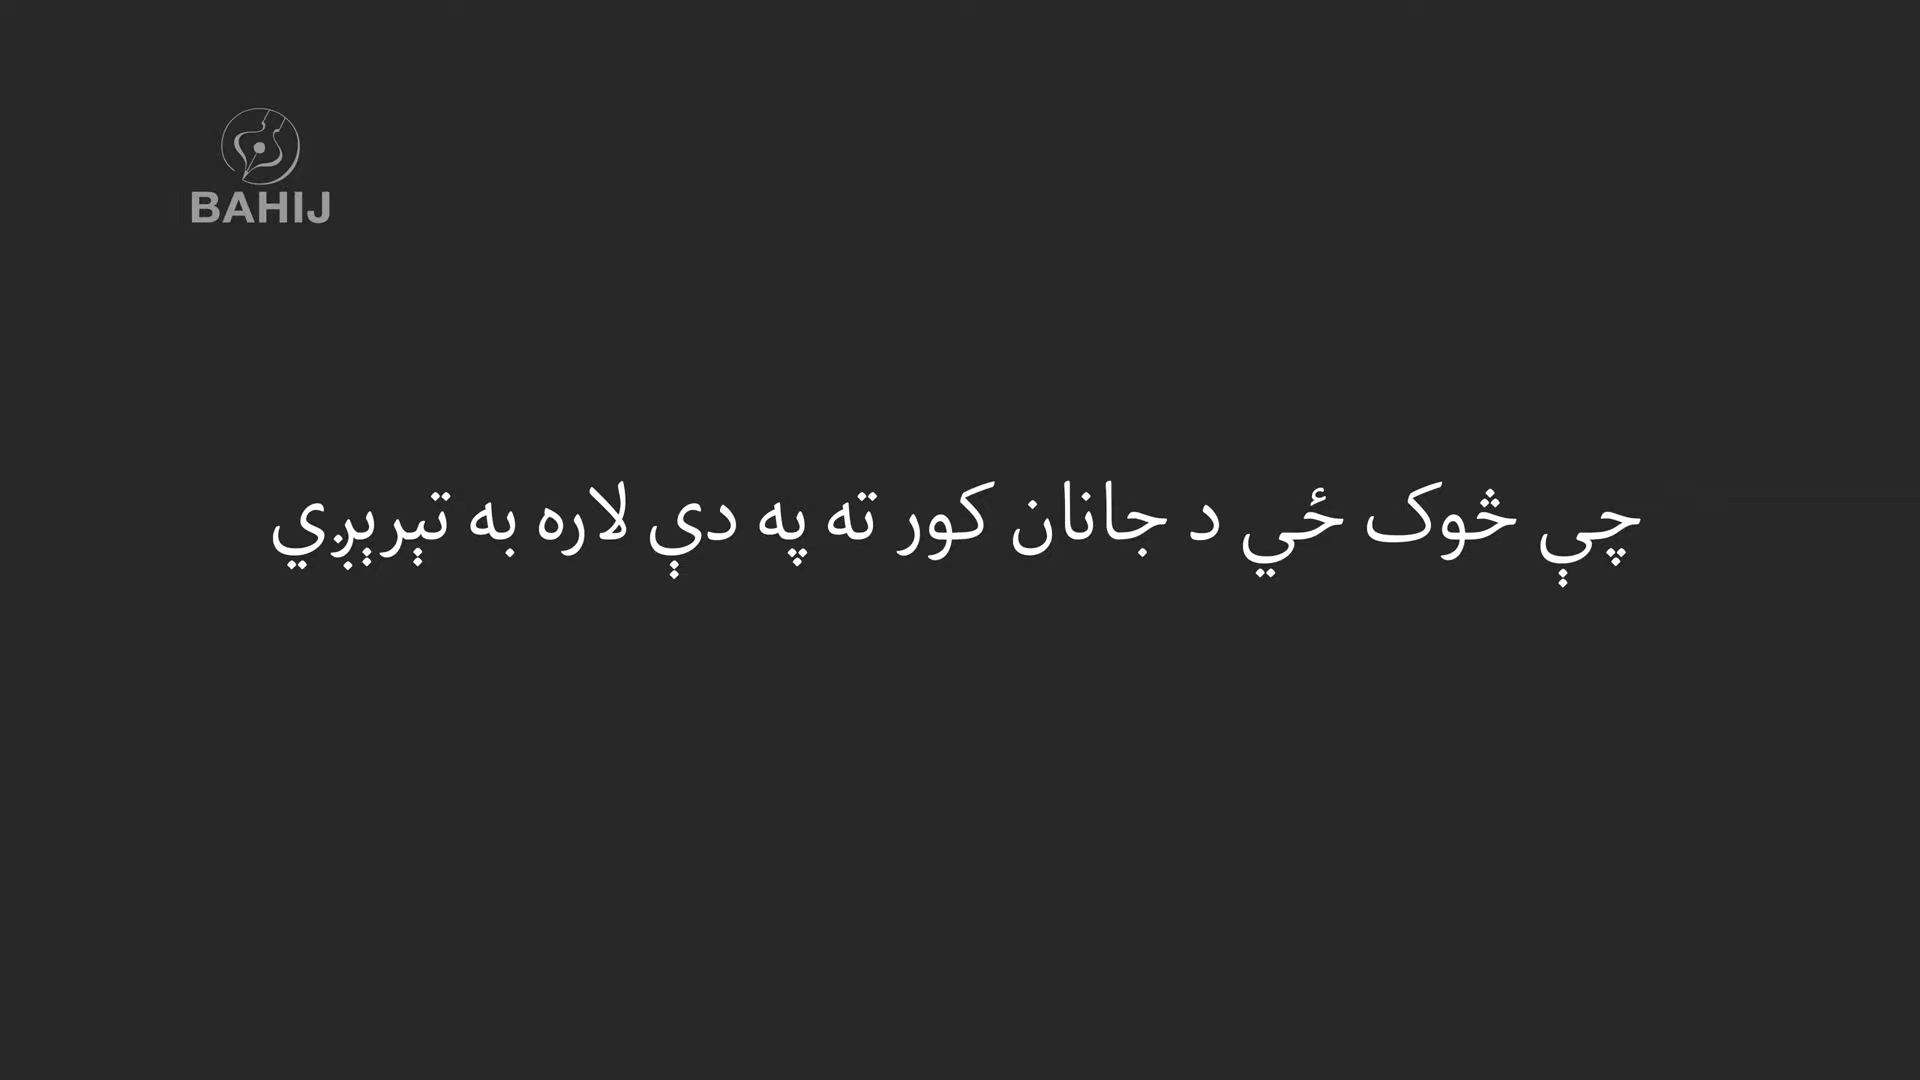 BAHIJ
چې څوک ځي د جانان کور ته په دې لاره به تېرېږي